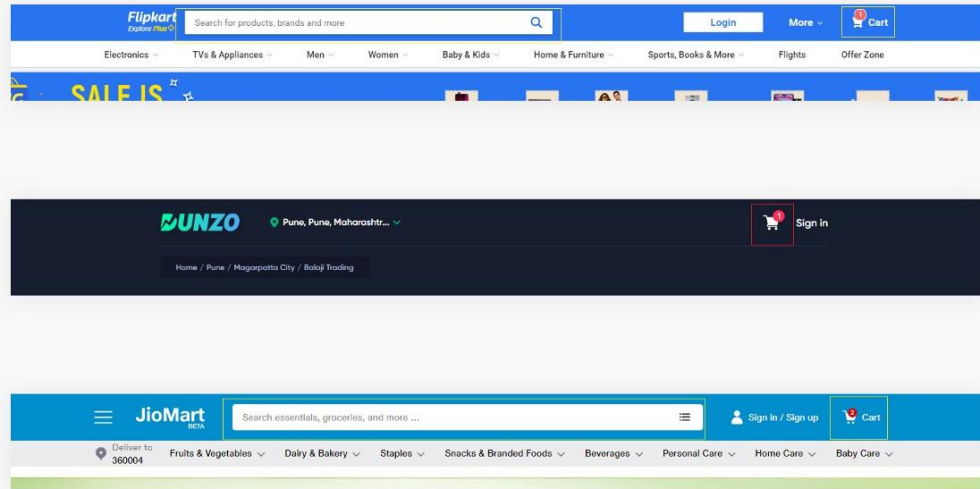 Flipkart
Explore Plus
Search for products, brands and more
Login
More
1
Cart
Electronics
TVs & Appliances
Men
Women
Baby & Kids
Home & Furniture
Sports, Books & More
Flights
Offer Zone
SALE IS
DUNZO
Pune, Pune, Maharashtr...
1
Sign in
Home / Pune / Magarpatta City / Balaji Trading
JioMart
BETA
Search essentials, groceries, and more ...
Sign in / Sign up
2
Cart
Deliver to
360004
Fruits & Vegetables
Dairy & Bakery
Staples
Snacks & Branded Foods
Beverages
Personal Care
Home Care
Baby Care